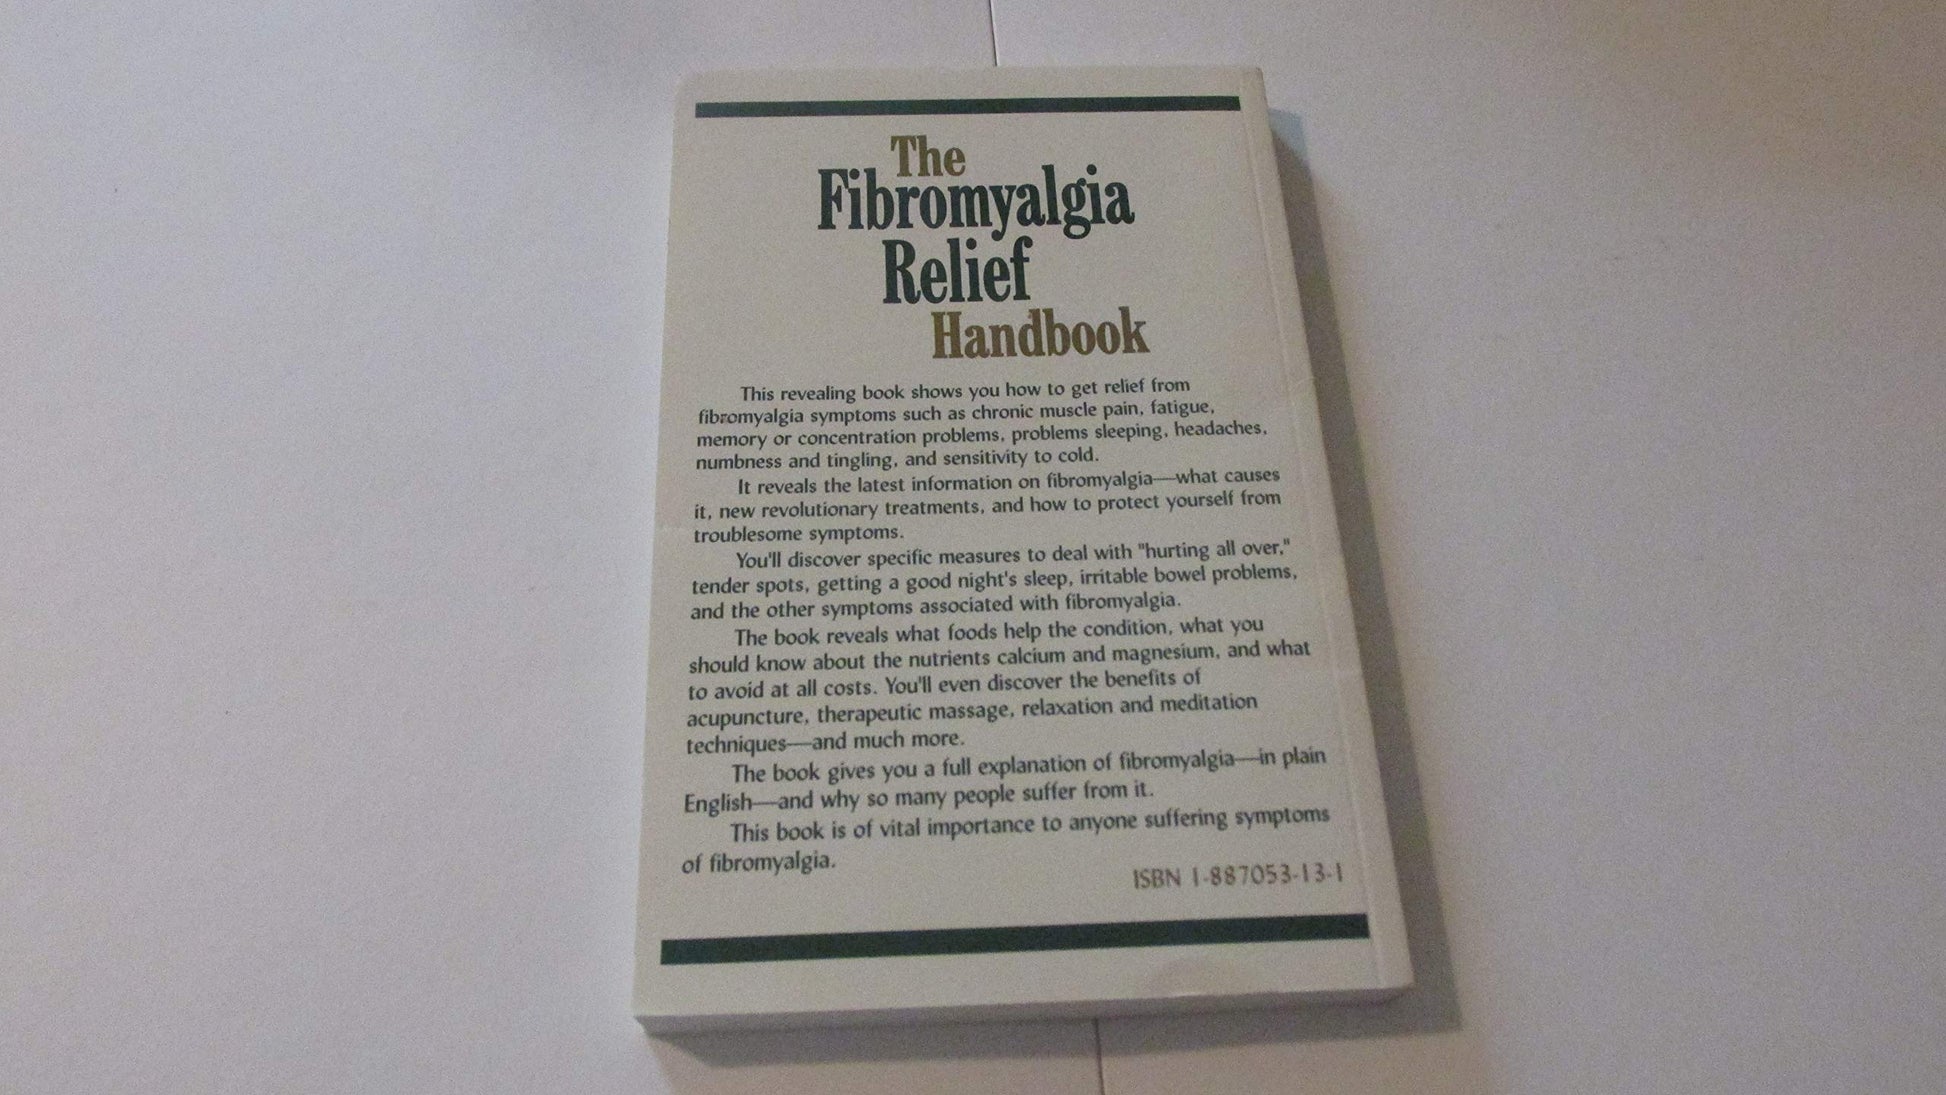 The
Fibromyalgia
Relief
Handbook
This revealing book shows you how to get relief from
fibromyalgia symptoms such as chronic muscle pain, fatigue,
memory or concentration problems, problems sleeping, headaches,
numbness and tingling, and sensitivity to cold.
It reveals the latest information on fibromyalgia—what causes
it, new revolutionary treatments, and how to protect yourself from
troublesome symptoms.
You'll discover specific measures to deal with "hurting all over,"
tender spots, getting a good night's sleep, irritable bowel problems,
and the other symptoms associated with fibromyalgia.
The book reveals what foods help the condition, what you
should know about the nutrients calcium and magnesium, and what
to avoid at all costs. You'll even discover the benefits of
acupuncture, therapeutic massage, relaxation and meditation
techniques—and much more.
The book gives you a full explanation of fibromyalgia—in plain
English—and why so many people suffer from it.
This book is of vital importance to anyone suffering symptoms
of fibromyalgia.
ISBN 1-887053-13-1